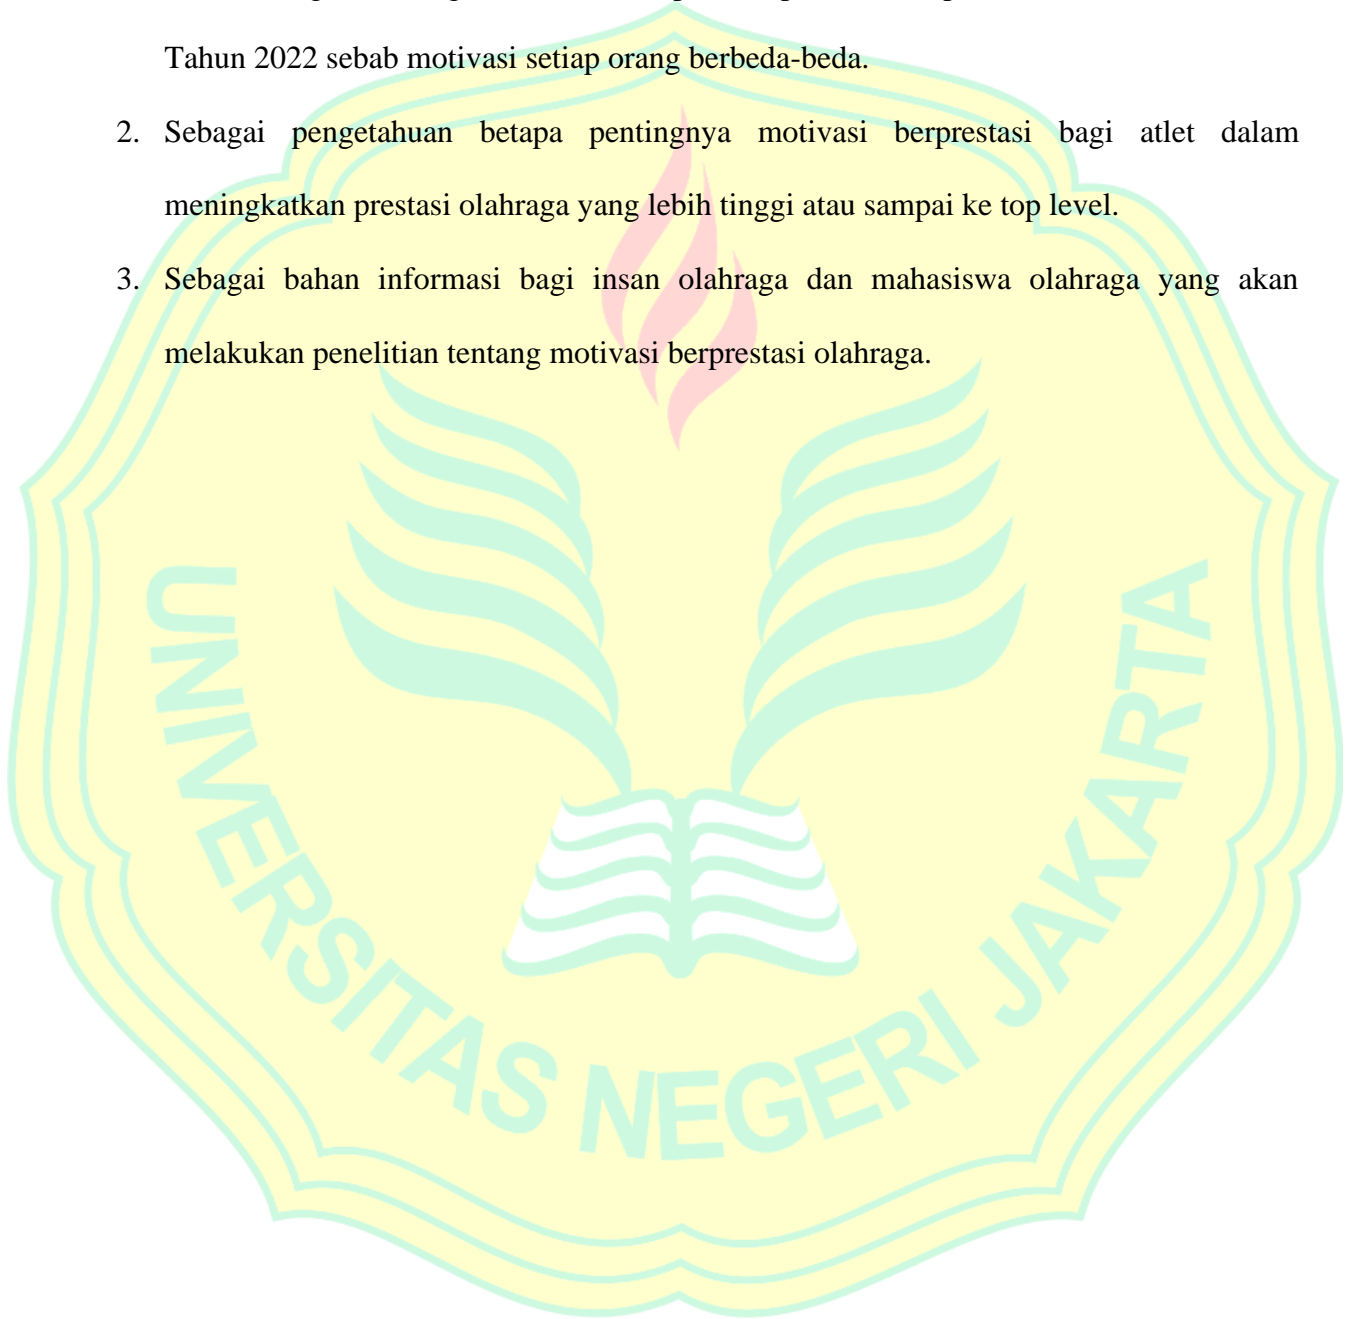 Tahun 2022 sebab motivasi setiap orang berbeda-beda.
2. Sebagai pengetahuan betapa pentingnya motivasi berprestasi bagi atlet dalam
meningkatkan prestasi olahraga yang lebih tinggi atau sampai ke top level.
3. Sebagai bahan informasi bagi insan olahraga dan mahasiswa olahraga yang akan
melakukan penelitian tentang motivasi berprestasi olahraga.
UNIVERSITAS NEGERI JAKARTA